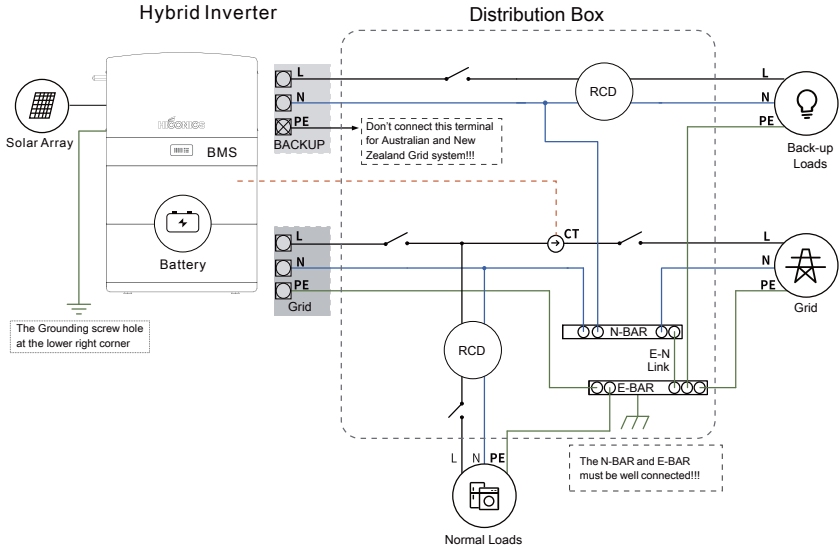 Hybrid Inverter
Distribution Box
L
N
PE
BACKUP
RCD
L
N
PE
Solar Array
HICONICS
BMS
Don't connect this terminal
for Australian and New
Zealand Grid system!!!
Back-up
Loads
Battery
L
N
PE
Grid
CT
L
N
PE
Grid
The Grounding screw hole
at the lower right corner
RCD
N-BAR
E-N
Link
E-BAR
L N PE
The N-BAR and E-BAR
must be well connected!!!
Normal Loads